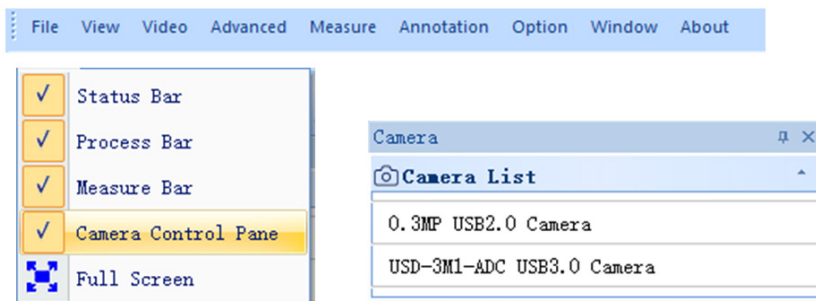 File View Video Advanced Measure Annotation Option Window About
Status Bar
Process Bar
Measure Bar
Camera Control Pane
Full Screen
Camera
Camera List
0.3MP USB2.0 Camera
USD-3M1-ADC USB3.0 Camera